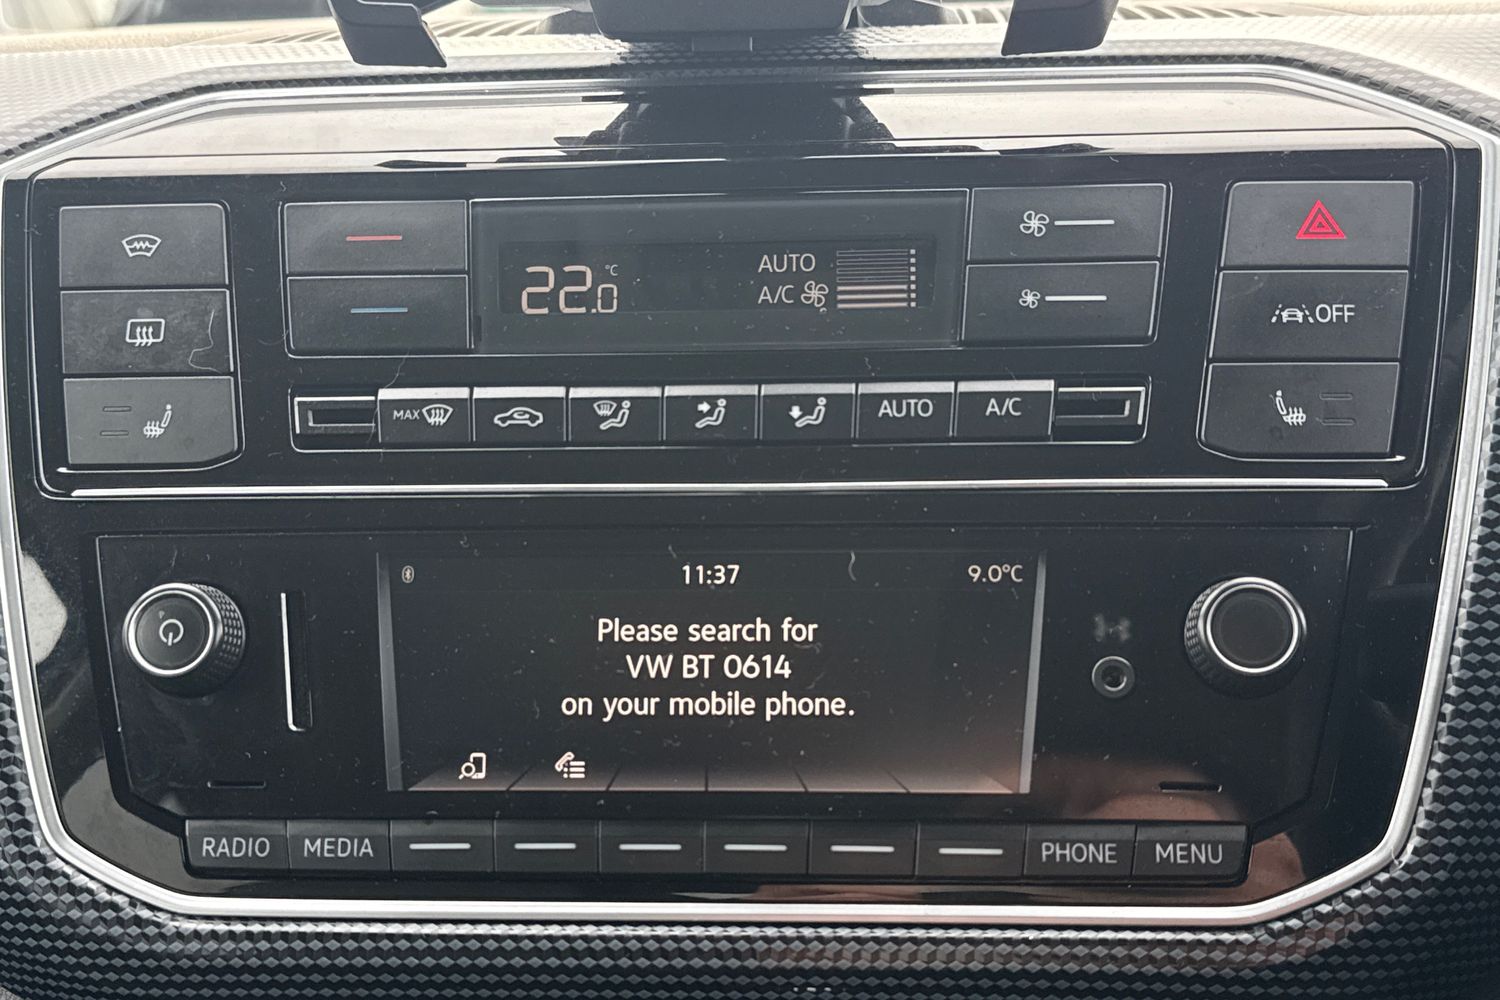 22.0 °C
AUTO
A/C
OFF
MAX
AUTO
A/C
11:37
9.0°C
Please search for
VW BT 0614
on your mobile phone.
RADIO
MEDIA
PHONE
MENU